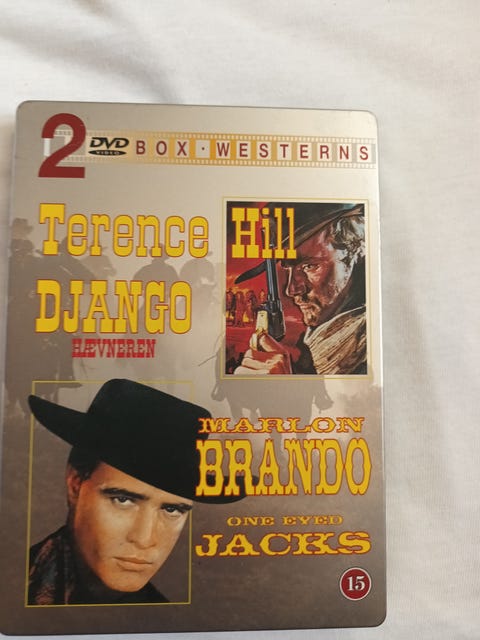 2 DVD VIDEO BOX · WESTERNS
Terence Hill
DJANGO
HÆVNEREN
MARLON
BRANDO
ONE EYED
JACKS
15